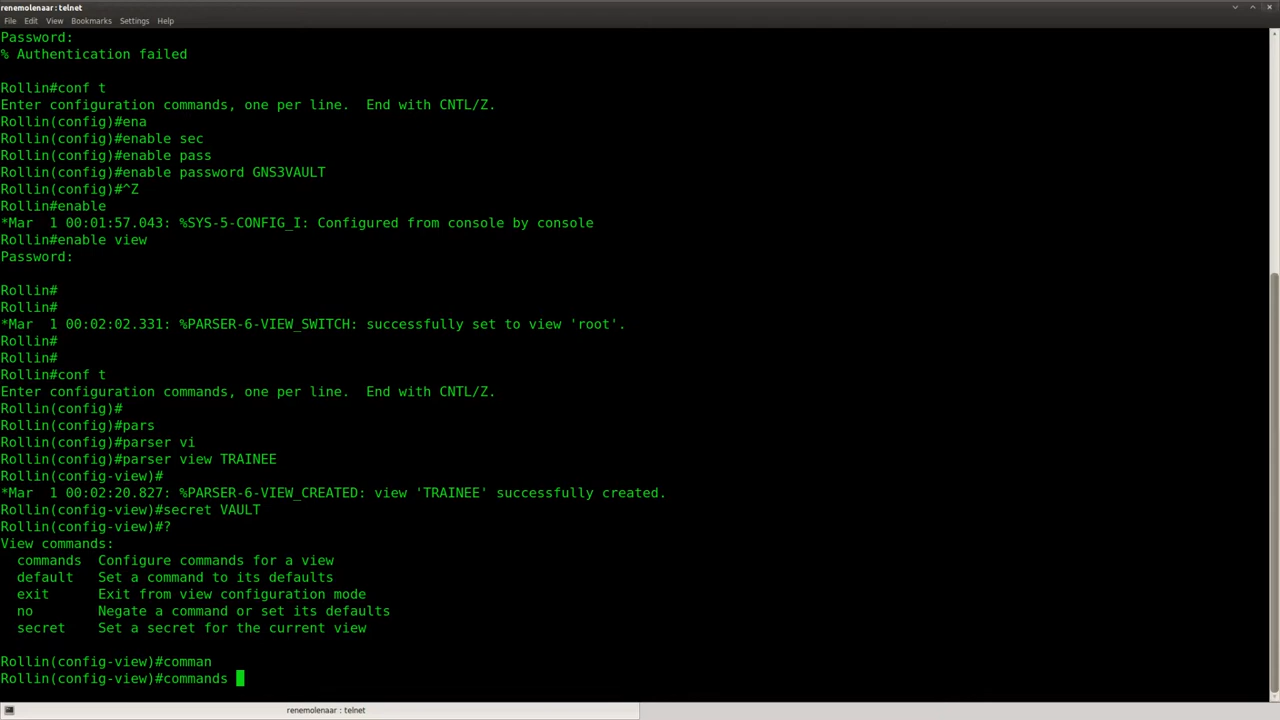 renemolenaar : telnet
File Edit View Bookmarks Settings Help
Password:
% Authentication failed
Rollin#conf t
Enter configuration commands, one per line.  End with CNTL/Z.
Rollin(config)#ena
Rollin(config)#enable sec
Rollin(config)#enable pass
Rollin(config)#enable password GNS3VAULT
Rollin(config)#^Z
Rollin#enable
*Mar  1 00:01:57.043: %SYS-5-CONFIG_I: Configured from console by console
Rollin#enable view
Password:
Rollin#
Rollin#
*Mar  1 00:02:02.331: %PARSER-6-VIEW_SWITCH: successfully set to view 'root'.
Rollin#
Rollin#
Rollin#conf t
Enter configuration commands, one per line.  End with CNTL/Z.
Rollin(config)#
Rollin(config)#pars
Rollin(config)#parser vi
Rollin(config)#parser view TRAINEE
Rollin(config-view)#
*Mar  1 00:02:20.827: %PARSER-6-VIEW_CREATED: view 'TRAINEE' successfully created.
Rollin(config-view)#secret VAULT
Rollin(config-view)#?
View commands:
  commands  Configure commands for a view
  default   Set a command to its defaults
  exit      Exit from view configuration mode
  no        Negate a command or set its defaults
  secret    Set a secret for the current view
Rollin(config-view)#comman
Rollin(config-view)#commands
renemolenaar : telnet